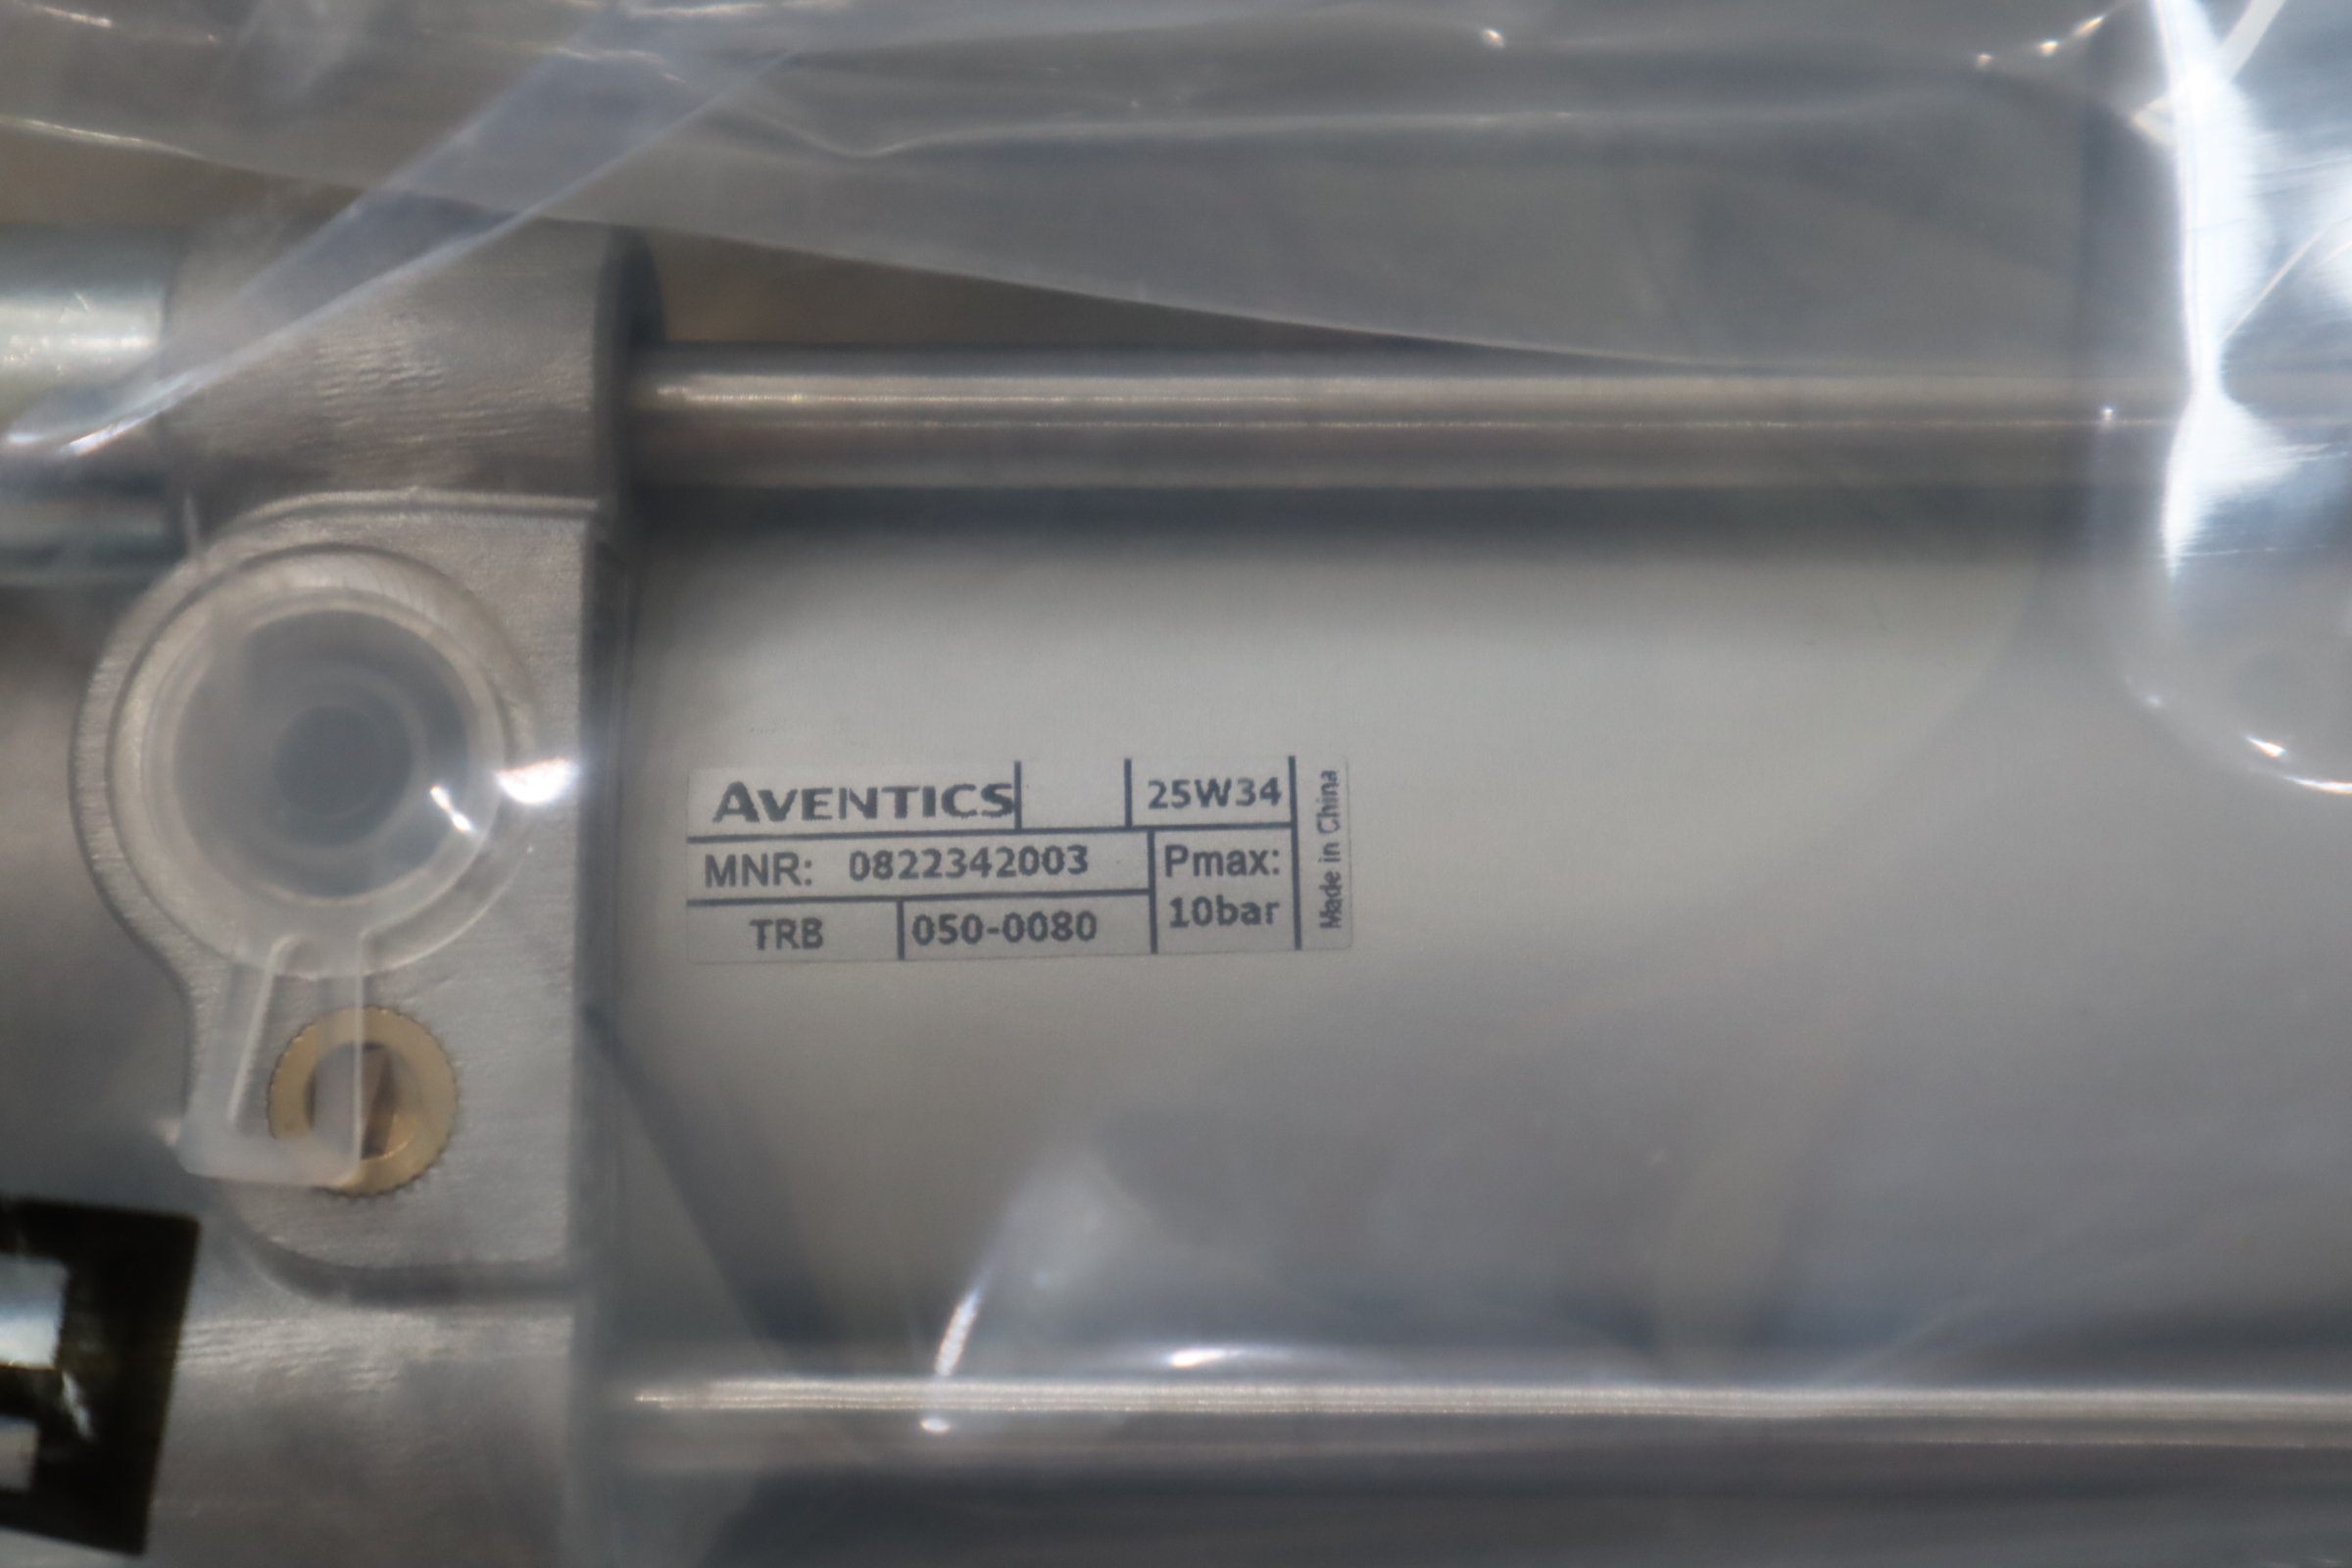 AVENTICS 25W34
MNR: 0822342003 Pmax:
TRB 050-0080 10bar
Made in China